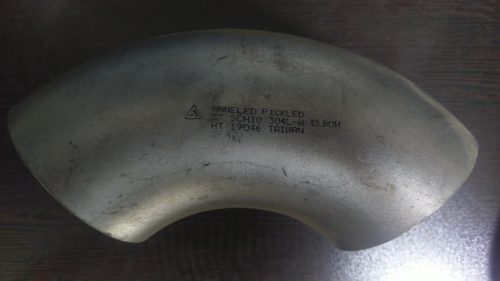 ANNELED PICKLED
SCH10 304L-W ELBOW
HT 19046 TAIWAN